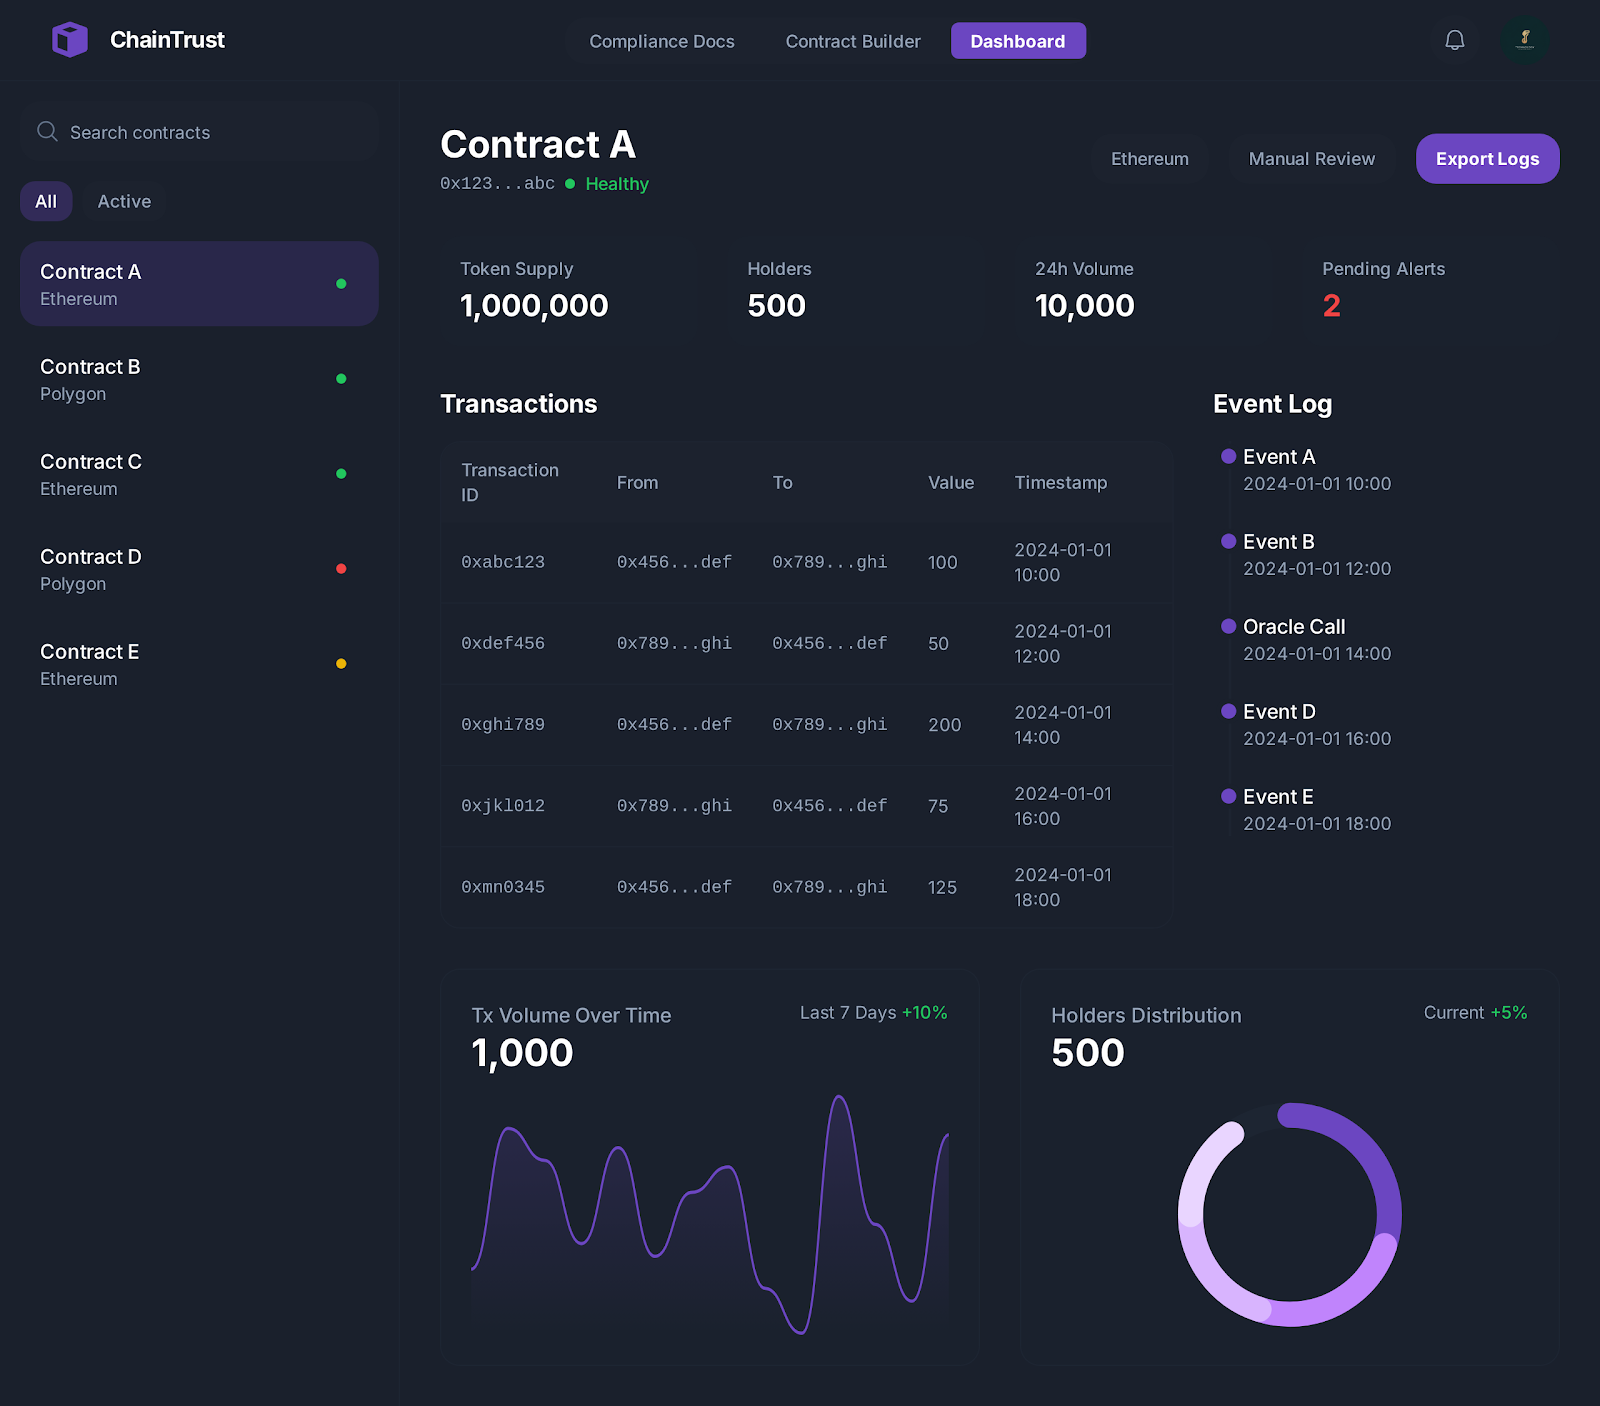 ChainTrust
Compliance Docs
Contract Builder
Dashboard
Search contracts
All
Active
Contract A
Ethereum
Contract B
Polygon
Contract C
Ethereum
Contract D
Polygon
Contract E
Ethereum
Contract A
0x123...abc Healthy
Ethereum
Manual Review
Export Logs
Token Supply
1,000,000
Holders
500
24h Volume
10,000
Pending Alerts
2
Transactions
Transaction
ID
From
To
Value
Timestamp
0xabc123 0x456...def 0x789...ghi 100 2024-01-01
10:00
0xdef456 0x789...ghi 0x456...def 50 2024-01-01
12:00
0xghi789 0x456...def 0x789...ghi 200 2024-01-01
14:00
0xjkl012 0x789...ghi 0x456...def 75 2024-01-01
16:00
0xmn0345 0x456...def 0x789...ghi 125 2024-01-01
18:00
Event Log
Event A
2024-01-01 10:00
Event B
2024-01-01 12:00
Oracle Call
2024-01-01 14:00
Event D
2024-01-01 16:00
Event E
2024-01-01 18:00
Tx Volume Over Time
Last 7 Days +10%
1,000
Holders Distribution
Current +5%
500